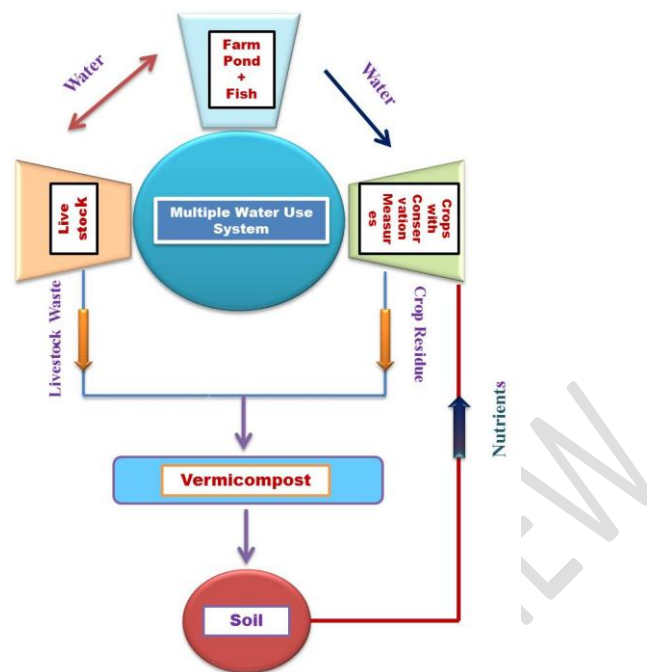 Farm
Pond
+
Fish
Water
Water
Live
stock
Multiple Water Use
System
Crops
with
Conser
vation
Measur
es
Livestock Waste
Crop Residue
Nutrients
Vermicompost
Soil